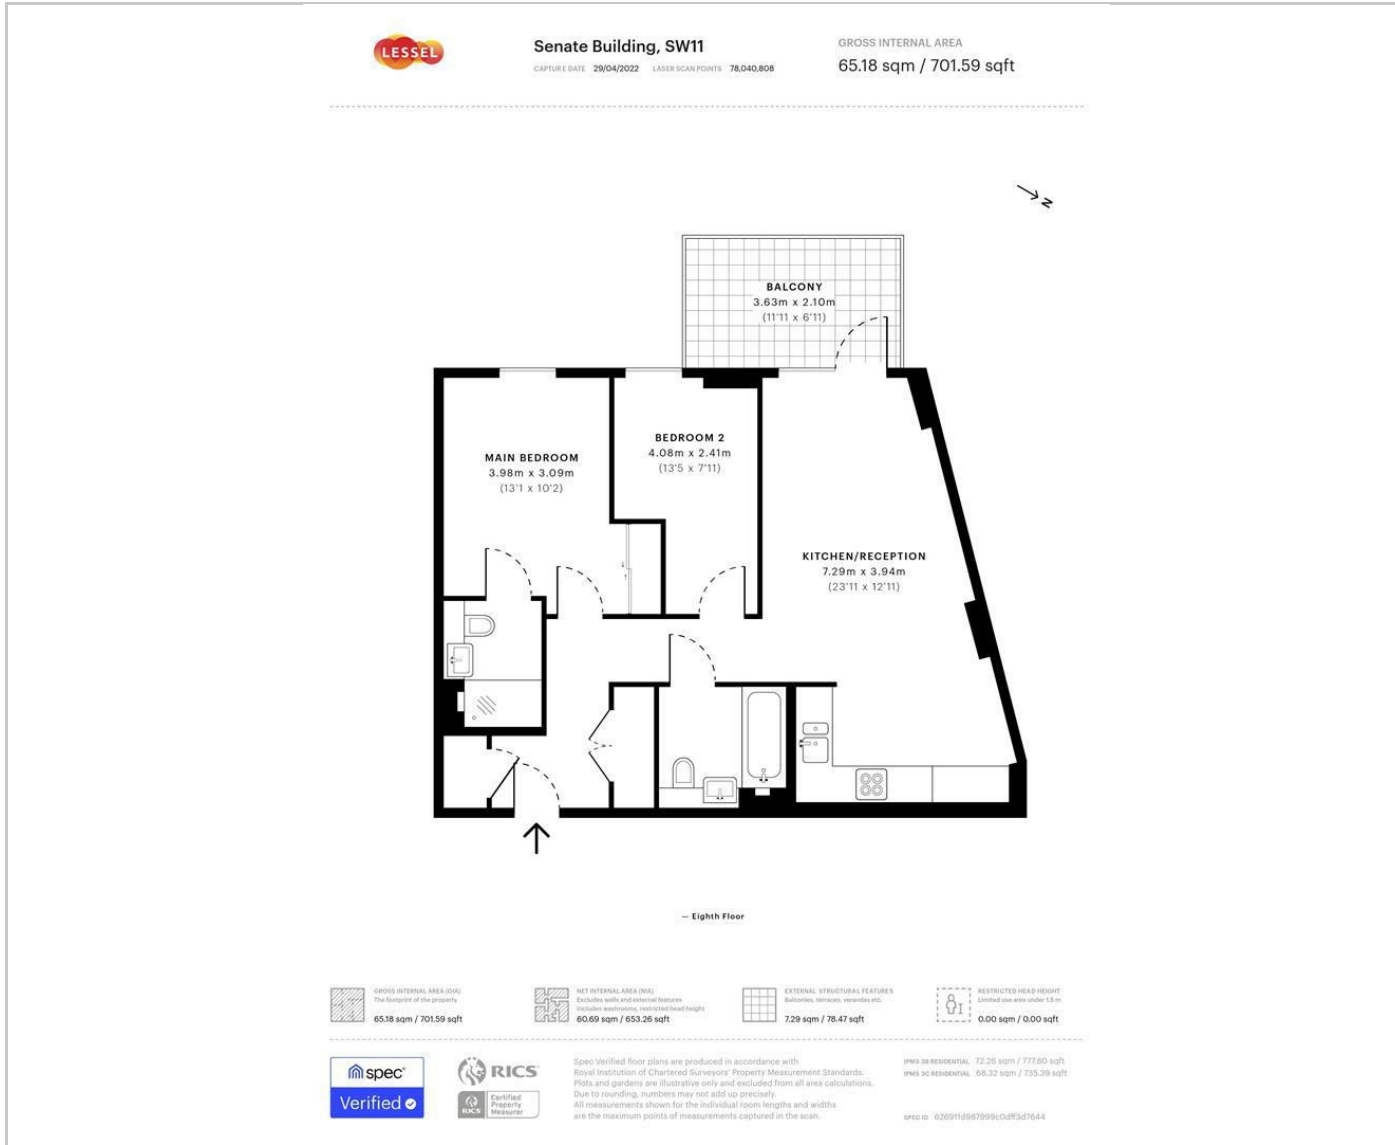 LESSEL
Senate Building, SW11
CAPTURE DATE 29/04/2022 LASER SCAN POINTS 78,040,808
GROSS INTERNAL AREA
65.18 sqm / 701.59 sqft
N
BALCONY
3.63m x 2.10m
(11'11 x 6'11)
MAIN BEDROOM
3.98m x 3.09m
(13'1 x 10'2)
BEDROOM 2
4.08m x 2.41m
(13'5 x 7'11)
KITCHEN/RECEPTION
7.29m x 3.94m
(23'11 x 12'11)
— Eighth Floor
GROSS INTERNAL AREA (GIA)
The footprint of the property
65.18 sqm / 701.59 sqft
NET INTERNAL AREA (NIA)
Excludes walls and external features
Includes washrooms, restricted head height
60.69 sqm / 653.26 sqft
EXTERNAL STRUCTURAL FEATURES
Balconies, terraces, verandas etc.
7.29 sqm / 78.47 sqft
RESTRICTED HEAD HEIGHT
Limited use area under 1.5 m
0.00 sqm / 0.00 sqft
spec
Verified
RICS
RICS
Certified
Property
Measurer
Spec Verified floor plans are produced in accordance with
Royal Institution of Chartered Surveyors' Property Measurement Standards.
Plots and gardens are illustrative only and excluded from all area calculations.
Due to rounding, numbers may not add up precisely.
All measurements shown for the individual room lengths and widths
are the maximum points of measurements captured in the scan.
IPMS 3B RESIDENTIAL 72.26 sqm / 777.80 sqft
IPMS 3C RESIDENTIAL 68.32 sqm / 735.39 sqft
SPEC ID 626911d987999c0dff3d7644